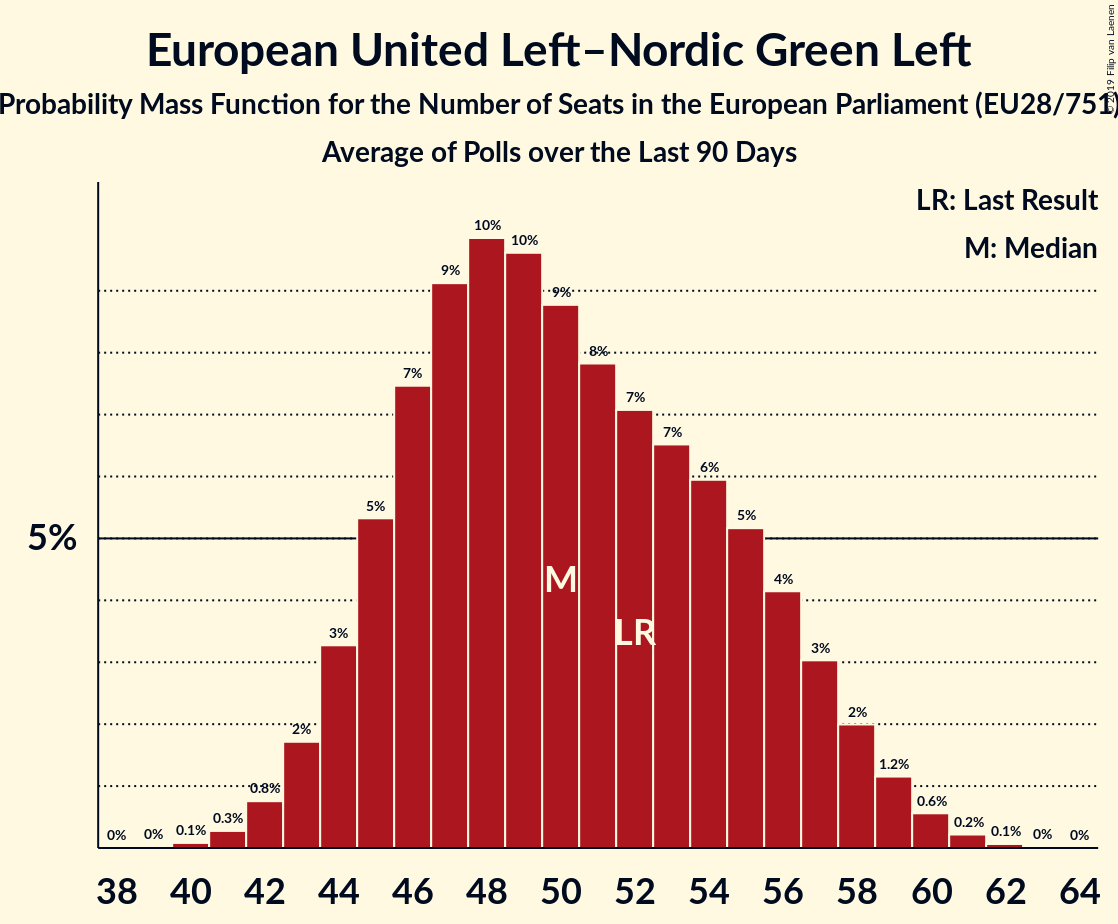 European United Left–Nordic Green Left
Probability Mass Function for the Number of Seats in the European Parliament (EU28/751)
Average of Polls over the Last 90 Days
© 2019 Filip van Laenen
LR: Last Result
M: Median
5%
0% 0% 0.1% 0.3% 0.8% 2% 3% 5% 7% 9% 10% 10% 9% 8% 7% 7% 6% 5% 4% 3% 2% 1.2% 0.6% 0.2% 0.1% 0% 0%
M
LR
38 40 42 44 46 48 50 52 54 56 58 60 62 64